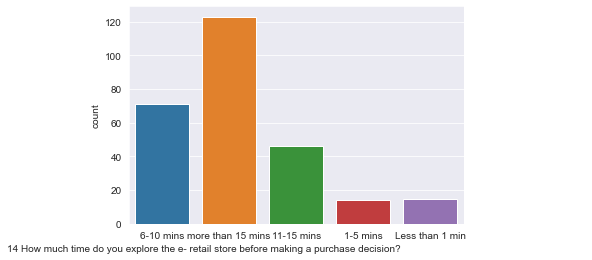 120
100
80
60
40
20
0
count
6-10 mins more than 15 mins 11-15 mins 1-5 mins Less than 1 min
14 How much time do you explore the e- retail store before making a purchase decision?